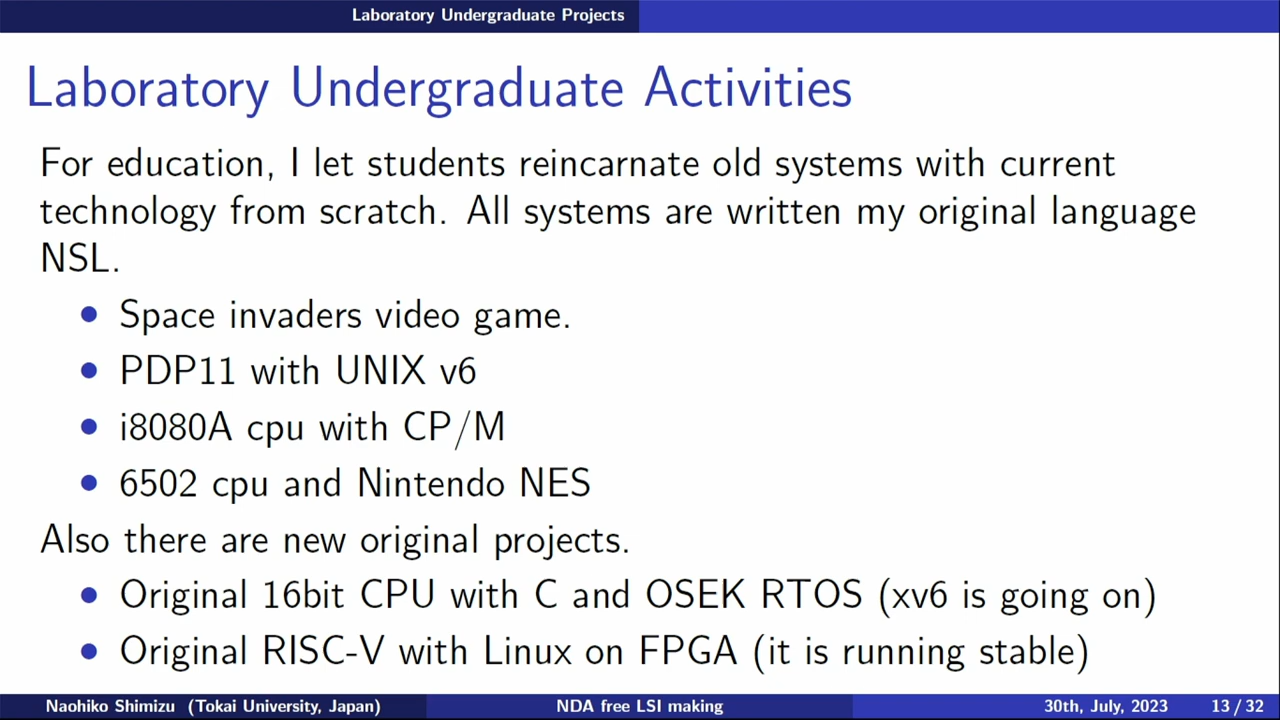 Laboratory Undergraduate Projects
Laboratory Undergraduate Activities
For education, I let students reincarnate old systems with current
technology from scratch. All systems are written my original language
NSL.
• Space invaders video game.
• PDP11 with UNIX v6
• i8080A cpu with CP/M
• 6502 cpu and Nintendo NES
Also there are new original projects.
• Original 16bit CPU with C and OSEK RTOS (xv6 is going on)
• Original RISC-V with Linux on FPGA (it is running stable)
Naohiko Shimizu (Tokai University, Japan) NDA free LSI making 30th, July, 2023 13 / 32